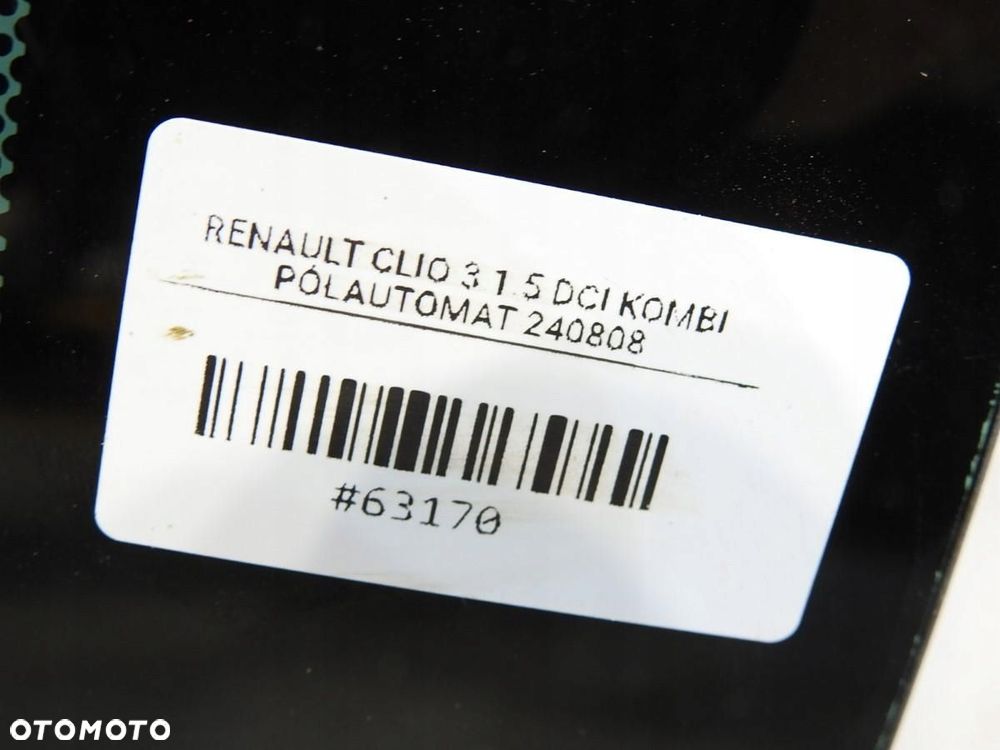 RENAULT CLIO 3 1.5 DCI KOMBI
PÓŁAUTOMAT 240808
#63170
OTOMOTO